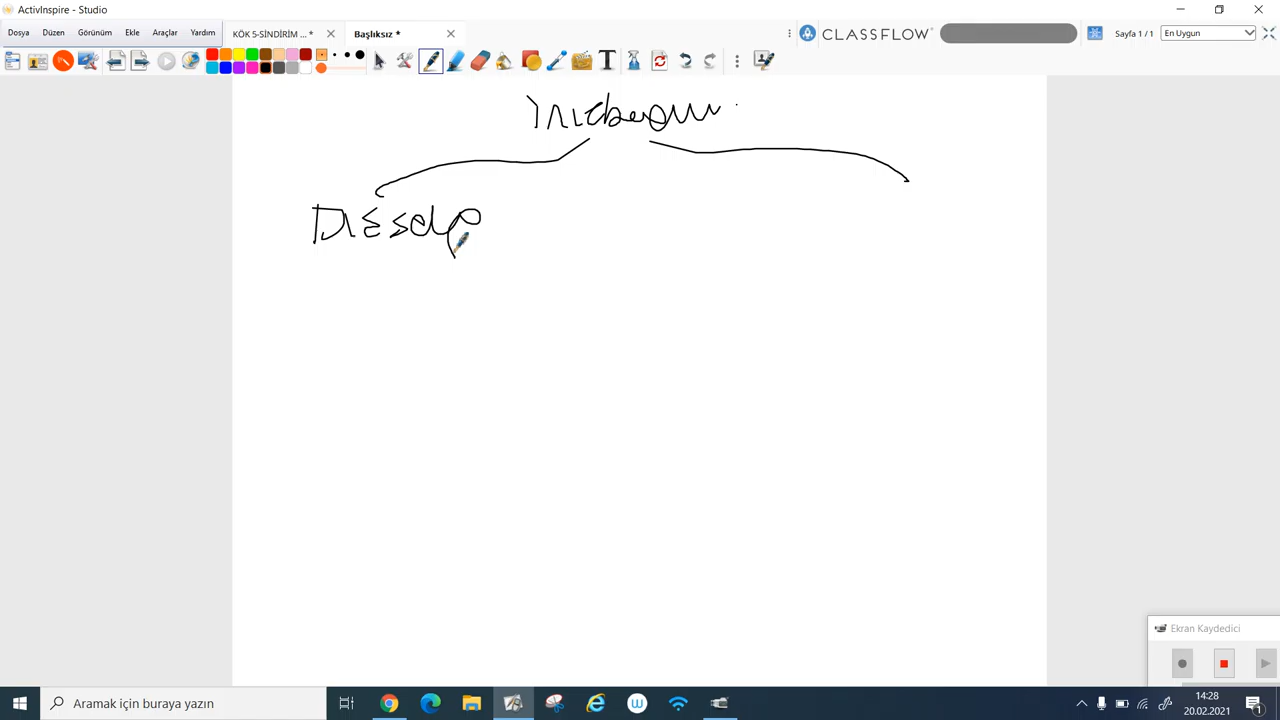 ActivInspire - Studio
Dosya Düzen Görünüm Ekle Araçlar Yardım
KÖK 5-SİNDİRİM ...* Başlıksız *
CLASSFLOW
Sayfa 1 / 1 En Uygun
Ekran Kaydedici
Aramak için buraya yazın
14:28
20.02.2021